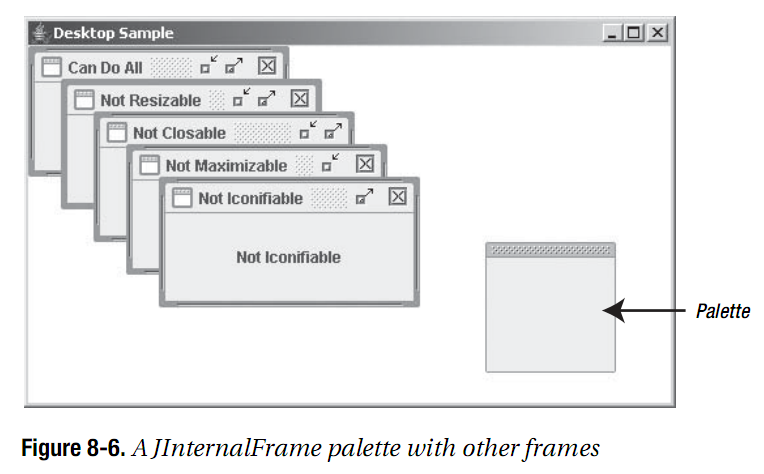 Desktop Sample
Can Do All
Not Resizable
Not Closable
Not Maximizable
Not Iconifiable
Not Iconifiable
Palette
Figure 8-6. A JInternalFrame palette with other frames